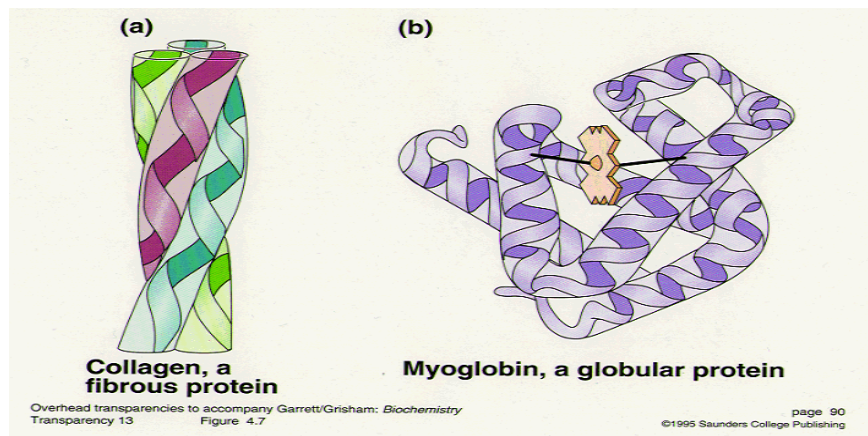 (a)
(b)
Collagen, a
fibrous protein
Myoglobin, a globular protein
Overhead transparencies to accompany Garrett/Grisham: Biochemistry
Transparency 13 Figure 4.7
page 90
©1995 Saunders College Publishing